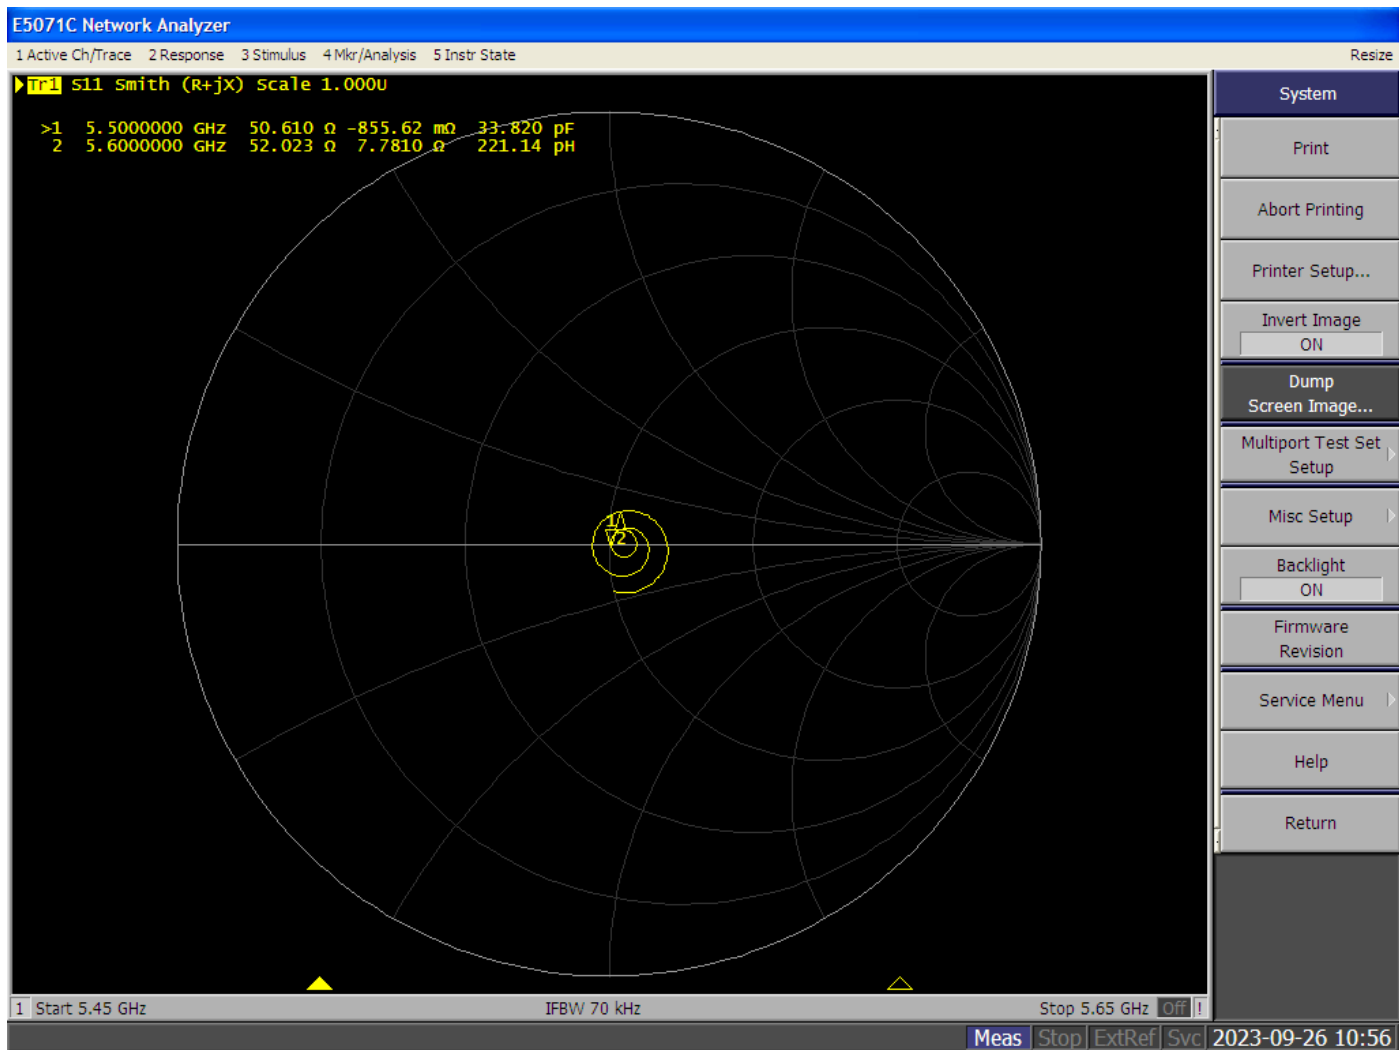 E5071C Network Analyzer
1 Active Ch/Trace 2 Response 3 Stimulus 4 Mkr/Analysis 5 Instr State Resize
Tr1 S11 Smith (R+jX) Scale 1.000U
>1 5.5000000 GHz 50.610 Ω -855.62 mΩ 33.820 pF
2 5.6000000 GHz 52.023 Ω 7.7810 Ω 221.14 pH
1
2
System
Print
Abort Printing
Printer Setup...
Invert Image
ON
Dump
Screen Image...
Multiport Test Set
Setup
Misc Setup
Backlight
ON
Firmware
Revision
Service Menu
Help
Return
1 Start 5.45 GHz IFBW 70 kHz Stop 5.65 GHz Off !
Meas Stop ExtRef Svc 2023-09-26 10:56